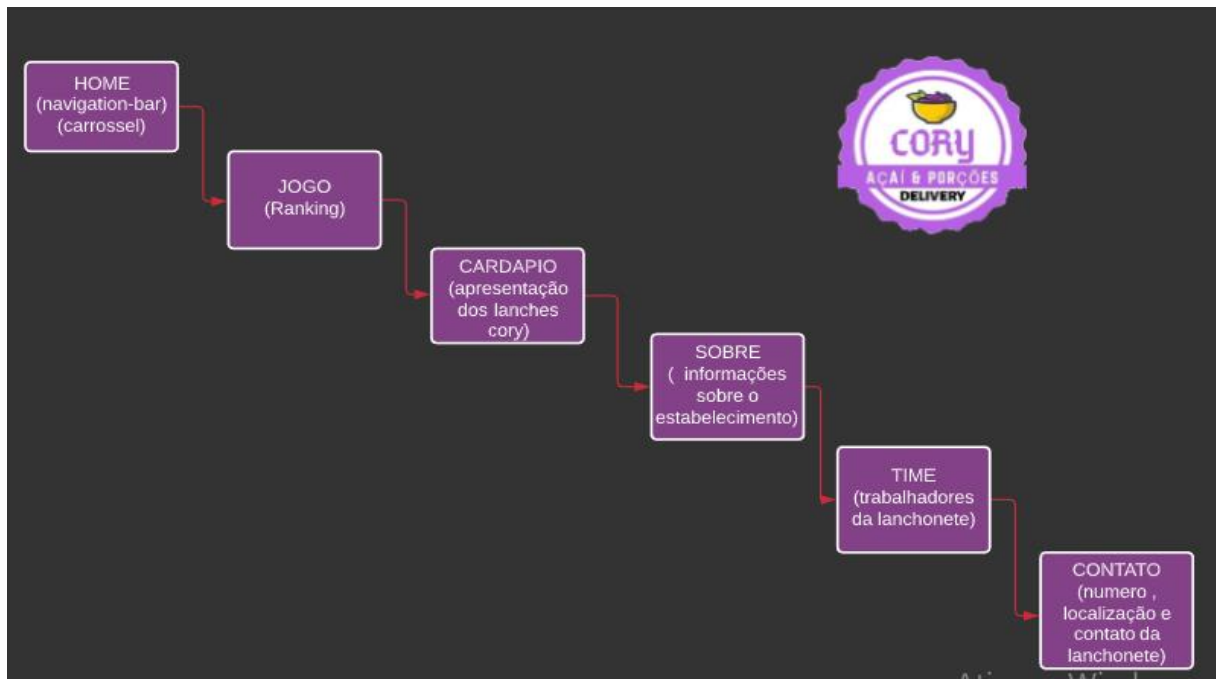 HOME
(navigation-bar)
(carrossel)
CORY
AÇAÍ & PORÇÕES
DELIVERY
JOGO
(Ranking)
CARDAPIO
(apresentação
dos lanches
cory)
SOBRE
( informações
sobre o
estabelecimento)
TIME
(trabalhadores
da lanchonete)
CONTATO
(numero ,
localização e
contato da
lanchonete)